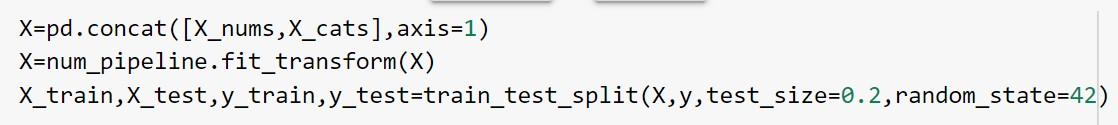 X=pd.concat([X_nums,X_cats],axis=1)
X=num_pipeline.fit_transform(X)
X_train,X_test,y_train,y_test=train_test_split(X,y,test_size=0.2,random_state=42)